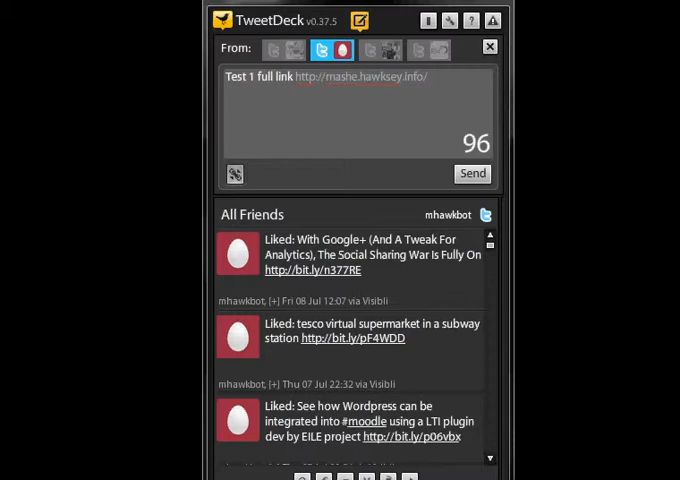 TweetDeck v0.37.5
From:
Test 1 full link http://mashe.hawksey.info/
96
Send
All Friends
mhawkbot
Liked: With Google+ (And A Tweak For
Analytics), The Social Sharing War Is Fully On
http://bit.ly/n377RE
mhawkbot, [+] Fri 08 Jul 12:07 via Visibli
Liked: tesco virtual supermarket in a subway
station http://bit.ly/pF4WDD
mhawkbot, [+] Thu 07 Jul 22:32 via Visibli
Liked: See how Wordpress can be
integrated into #moodle using a LTI plugin
dev by EILE project http://bit.ly/p06vbx